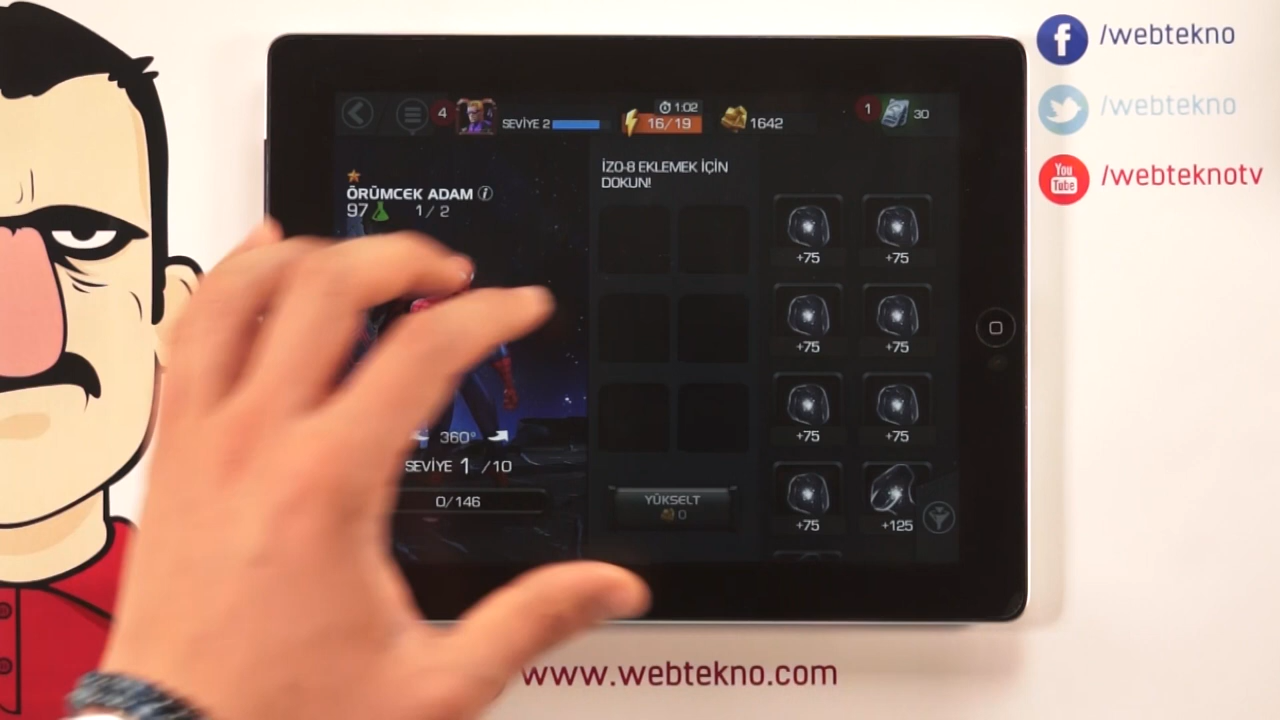 /webtekno
/webtekno
You
Tube
/webteknotv
4
SEVİYE 2
1:02
16/19
1642
1
30
ÖRÜMCEK ADAM
97
1/2
İZO-8 EKLEMEK İÇİN
DOKUN!
+75
+75
+75
+75
+75
+75
+75
+125
360°
SEVİYE 1 /10
0/146
YÜKSELT
0
www.webtekno.com